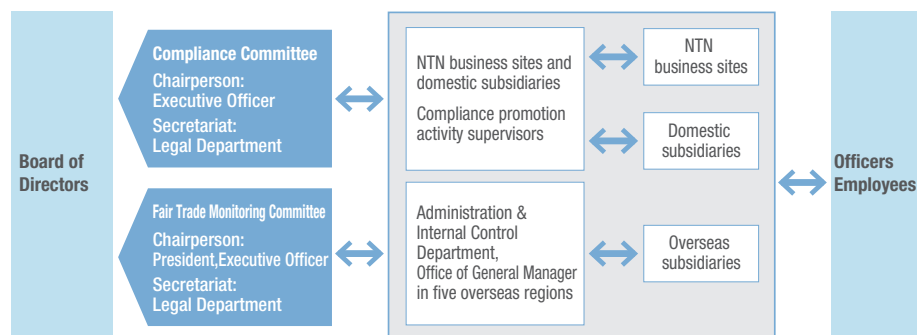 Board of
Directors
Compliance Committee
Chairperson:
Executive Officer
Secretariat:
Legal Department
Fair Trade Monitoring Committee
Chairperson:
President,Executive Officer
Secretariat:
Legal Department
NTN business sites and
domestic subsidiaries
Compliance promotion
activity supervisors
Administration &
Internal Control
Department,
Office of General Manager
in five overseas regions
NTN
business sites
Domestic
subsidiaries
Overseas
subsidiaries
Officers
Employees